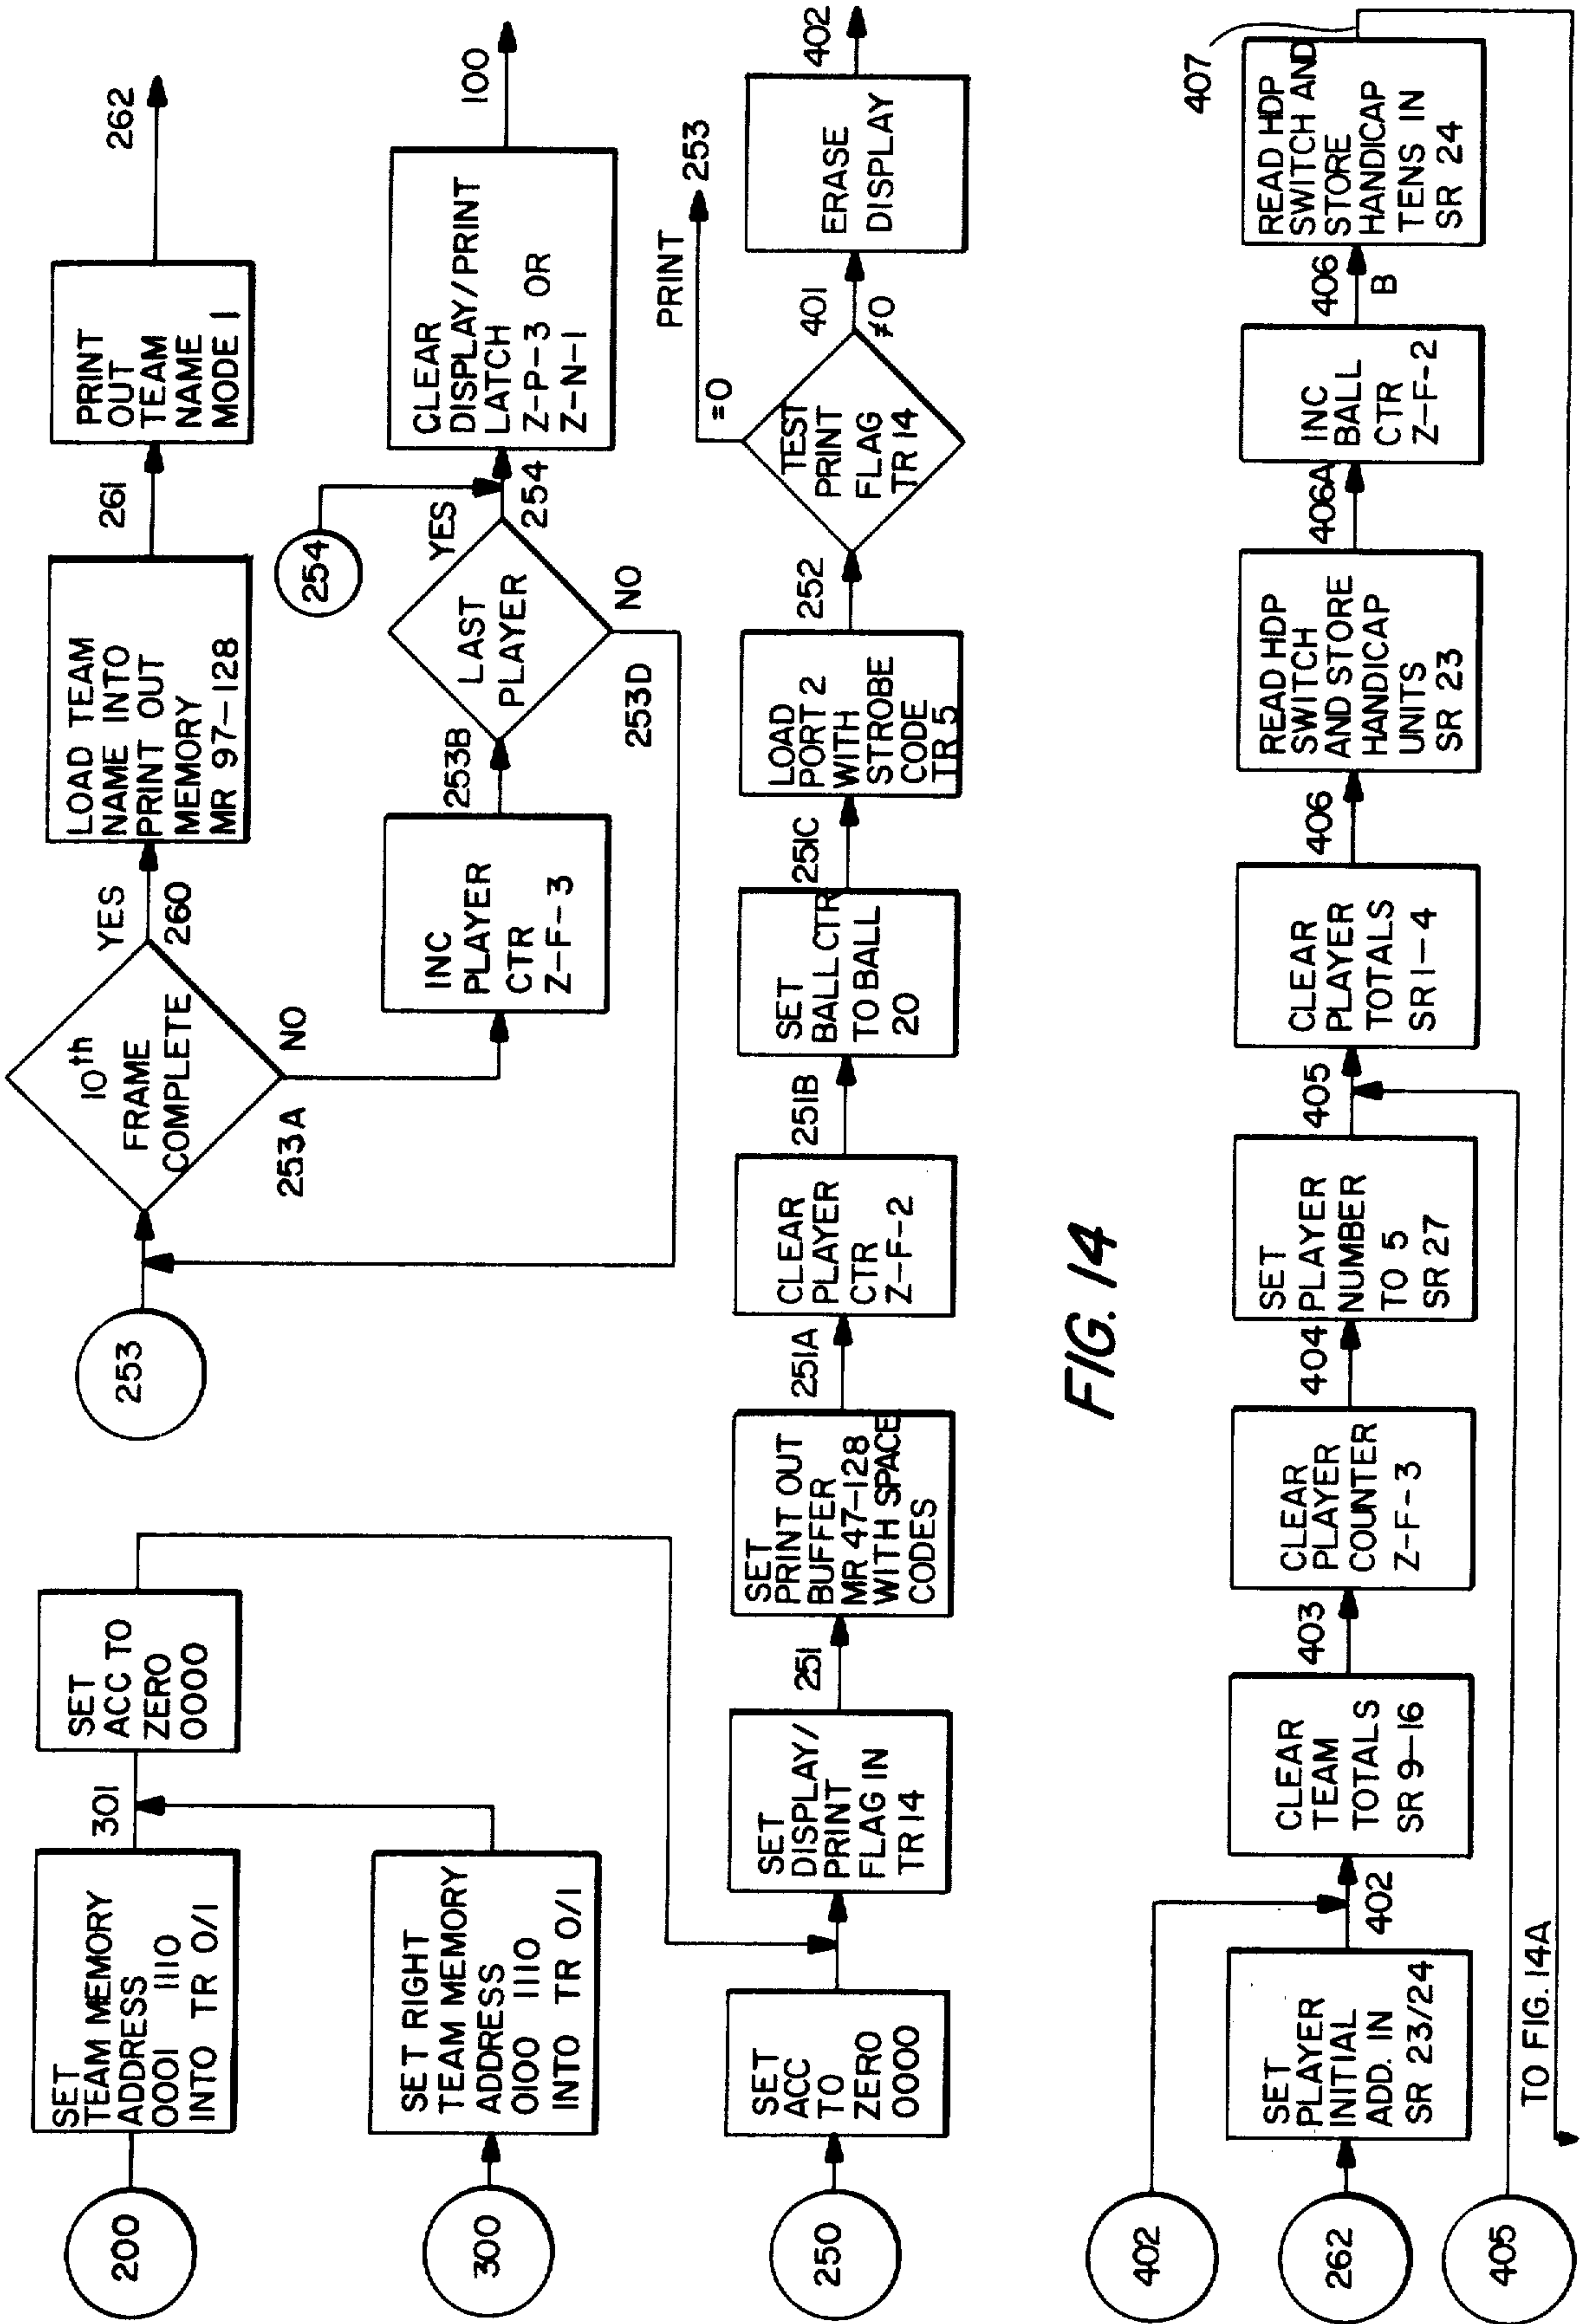 200
SET
TEAM MEMORY
ADDRESS
0001 1110
INTO TR 0/1
301
SET
ACC TO
ZERO
0000
253
10th
FRAME
COMPLETE
YES
260
NO
253A
LOAD TEAM
NAME INTO
PRINT OUT
MEMORY
MR 97-128
261
PRINT
OUT
TEAM
NAME
MODE 1
262
300
SET RIGHT
TEAM MEMORY
ADDRESS
0100 1110
INTO TR 0/1
INC
PLAYER
CTR
Z-F-3
253B
LAST
PLAYER
YES
254
NO
253D
254
CLEAR
DISPLAY/PRINT
LATCH
Z-P-3 OR
Z-N-1
100
250
SET
ACC
TO
ZERO
0000
SET
DISPLAY/
PRINT
FLAG IN
TR 14
251
SET
PRINT OUT
BUFFER
MR 47-128
WITH SPACE
CODES
251A
CLEAR
PLAYER
CTR
Z-F-2
251B
SET
BALL CTR
TO BALL
20
251C
LOAD
PORT 2
WITH
STROBE
CODE
TR 5
252
TEST
PRINT
FLAG
TR 14
=0
PRINT
253
401
≠0
ERASE
DISPLAY
402
FIG. 14
402
262
SET
PLAYER
INITIAL
ADD. IN
SR 23/24
402
CLEAR
TEAM
TOTALS
SR 9-16
403
CLEAR
PLAYER
COUNTER
Z-F-3
404
SET
PLAYER
NUMBER
TO 5
SR 27
405
CLEAR
PLAYER
TOTALS
SR1-4
406
READ HDP
SWITCH
AND STORE
HANDICAP
UNITS
SR 23
406A
INC
BALL
CTR
Z-F-2
406
B
READ HDP
SWITCH AND
STORE
HANDICAP
TENS IN
SR 24
407
405
TO FIG. 14A